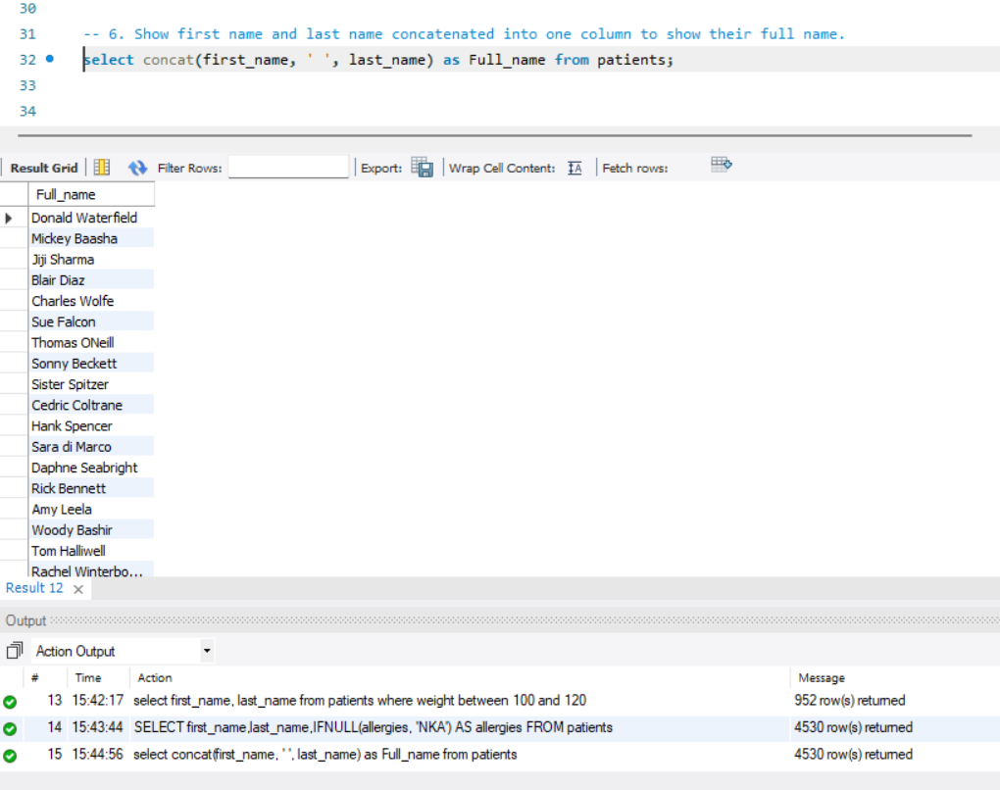 30
31 -- 6. Show first name and last name concatenated into one column to show their full name.
32 select concat(first_name, ' ', last_name) as Full_name from patients;
33
34
Result Grid Filter Rows: Export: Wrap Cell Content: IA Fetch rows:
Full_name
Donald Waterfield
Mickey Baasha
Jiji Sharma
Blair Diaz
Charles Wolfe
Sue Falcon
Thomas ONeill
Sonny Beckett
Sister Spitzer
Cedric Coltrane
Hank Spencer
Sara di Marco
Daphne Seabright
Rick Bennett
Amy Leela
Woody Bashir
Tom Halliwell
Rachel Winterbo...
Result 12
Output
Action Output
# Time Action Message
13 15:42:17 select first_name, last_name from patients where weight between 100 and 120 952 row(s) returned
14 15:43:44 SELECT first_name,last_name,IFNULL(allergies, 'NKA') AS allergies FROM patients 4530 row(s) returned
15 15:44:56 select concat(first_name, ' ', last_name) as Full_name from patients 4530 row(s) returned